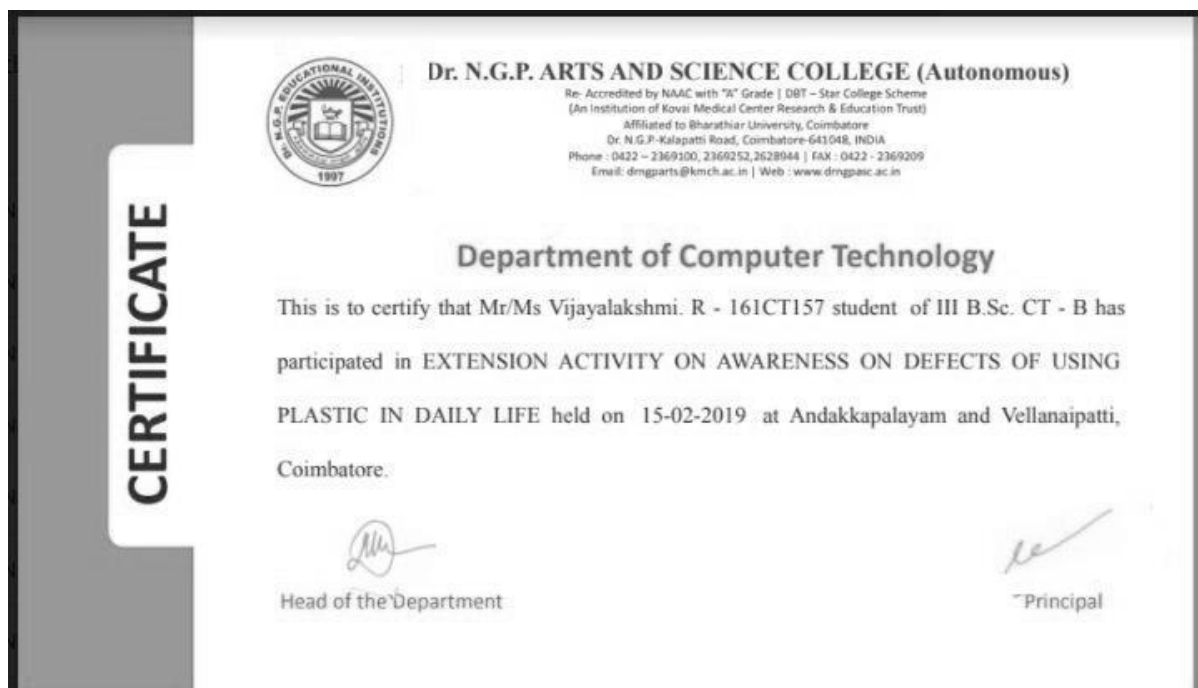 Dr. N.G.P. EDUCATIONAL INSTITUTIONS
1997
Dr. N.G.P. ARTS AND SCIENCE COLLEGE (Autonomous)
Re- Accredited by NAAC with "A" Grade | DBT – Star College Scheme
(An Institution of Kovai Medical Center Research & Education Trust)
Affiliated to Bharathiar University, Coimbatore
Dr. N.G.P.-Kalapatti Road, Coimbatore-641048, INDIA
Phone : 0422 – 2369100, 2369252,2628944 | FAX : 0422 - 2369209
Email: drngparts@kmch.ac.in | Web : www.drngpasc.ac.in
CERTIFICATE
Department of Computer Technology
This is to certify that Mr/Ms Vijayalakshmi. R - 161CT157 student of III B.Sc. CT - B has
participated in EXTENSION ACTIVITY ON AWARENESS ON DEFECTS OF USING
PLASTIC IN DAILY LIFE held on 15-02-2019 at Andakkapalayam and Vellanaipatti,
Coimbatore.
Head of the Department
Principal